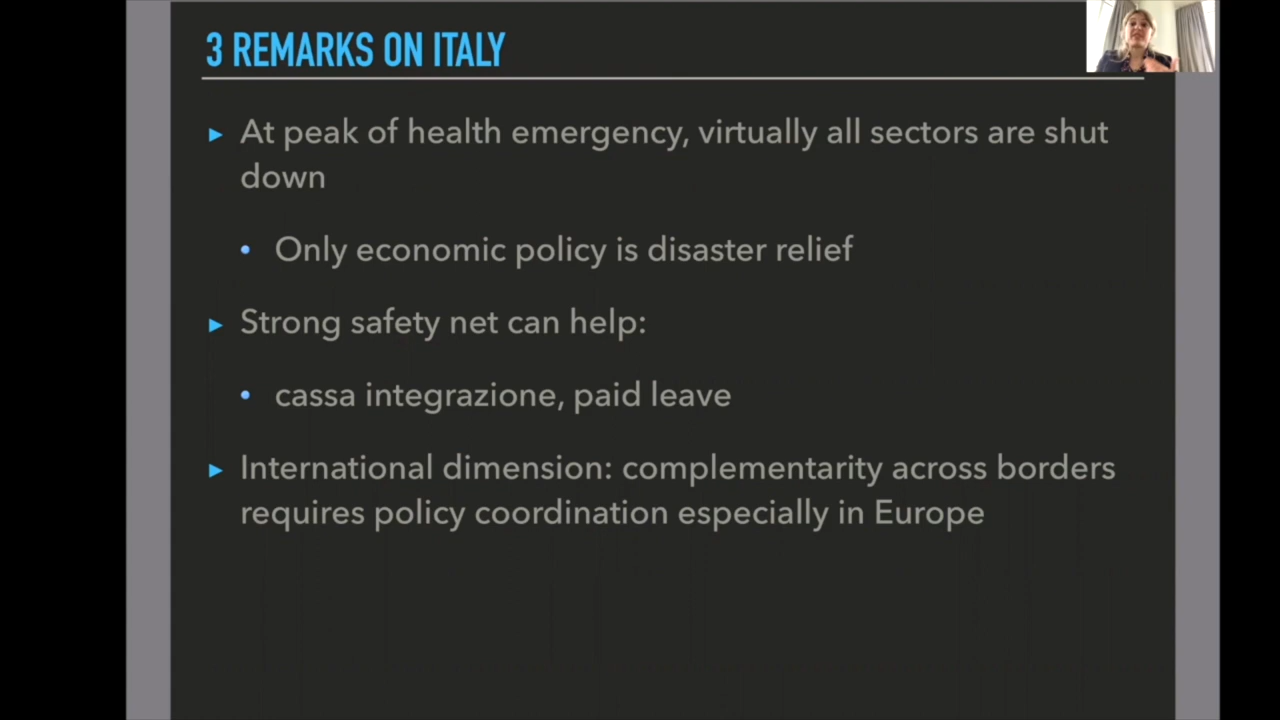 3 REMARKS ON ITALY
At peak of health emergency, virtually all sectors are shut
down
Only economic policy is disaster relief
Strong safety net can help:
cassa integrazione, paid leave
International dimension: complementarity across borders
requires policy coordination especially in Europe